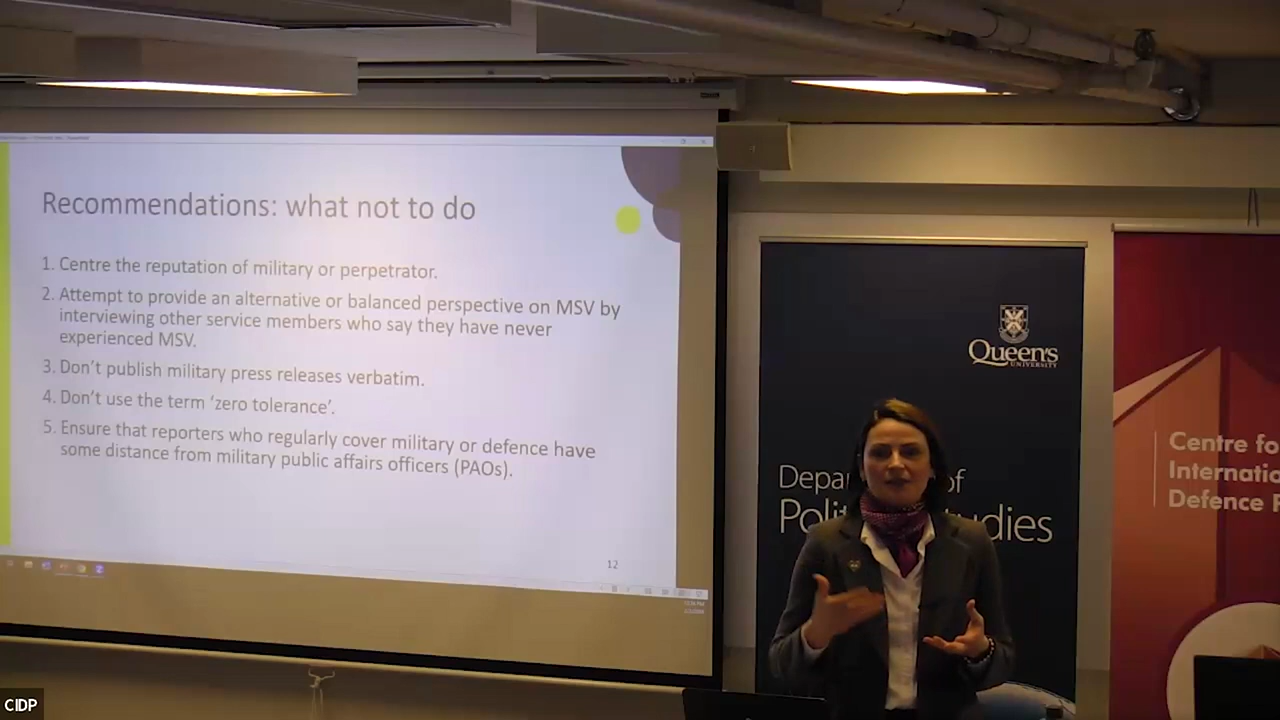 Recommendations: what not to do
1. Centre the reputation of military or perpetrator.
2. Attempt to provide an alternative or balanced perspective on MSV by
interviewing other service members who say they have never
experienced MSV.
3. Don't publish military press releases verbatim.
4. Don't use the term 'zero tolerance'.
5. Ensure that reporters who regularly cover military or defence have
some distance from military public affairs officers (PAOs).
12
Queen's
UNIVERSITY
Depa of
Polit udies
Centre fo
Internatio
Defence P
CIDP